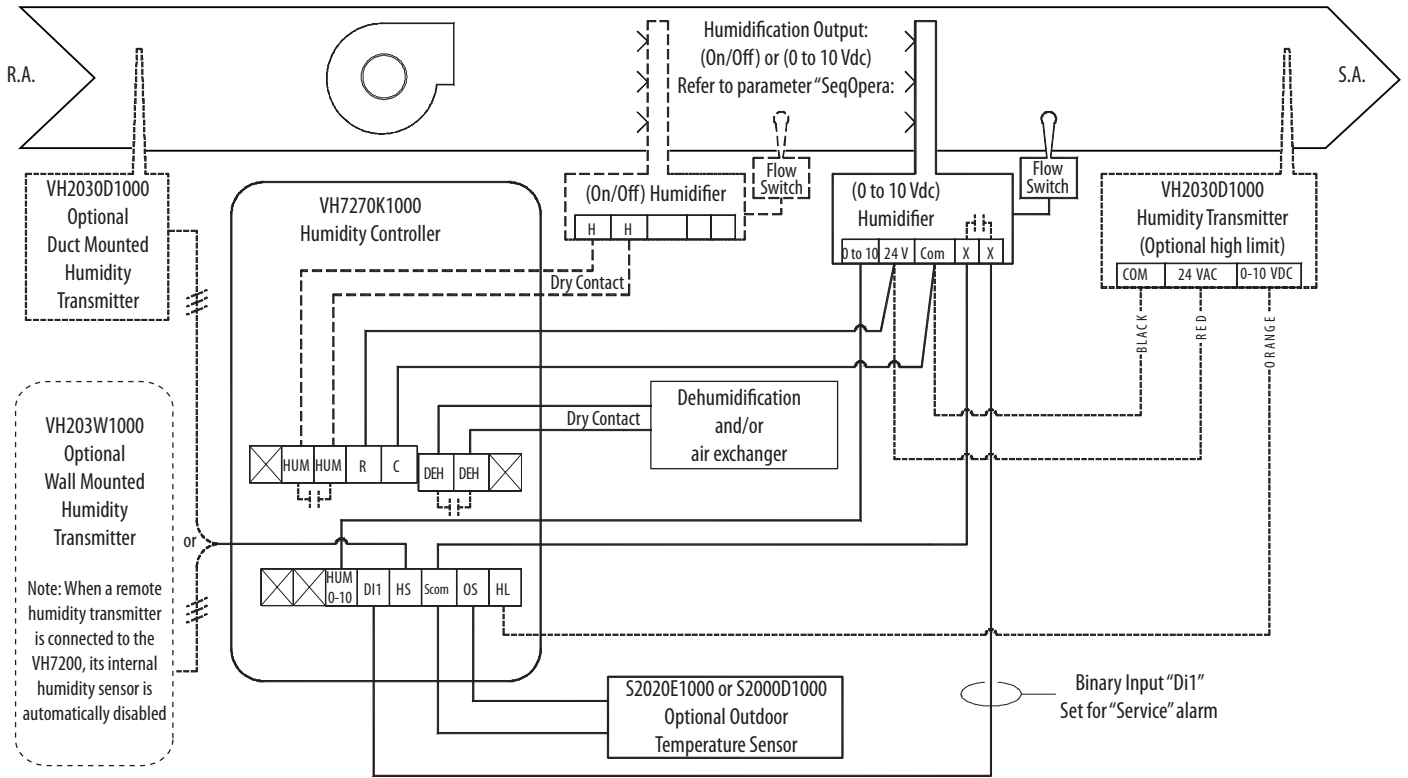 R.A.
Humidification Output:
(On/Off) or (0 to 10 Vdc)
Refer to parameter “SeqOpera:
S.A.
VH2030D1000
Optional
Duct Mounted
Humidity
Transmitter
VH7270K1000
Humidity Controller
(On/Off) Humidifier
H H
Flow
Switch
Dry Contact
(0 to 10 Vdc)
Humidifier
0 to 10 24 V Com X X
Flow
Switch
VH2030D1000
Humidity Transmitter
(Optional high limit)
COM 24 VAC 0-10 VDC
BLACK
RED
ORANGE
VH203W1000
Optional
Wall Mounted
Humidity
Transmitter
Note: When a remote
humidity transmitter
is connected to the
VH7200, its internal
humidity sensor is
automatically disabled
or
HUM HUM R C DEH DEH
Dry Contact
Dehumidification
and/or
air exchanger
HUM
0-10
DI1 HS Scom OS HL
S2020E1000 or S2000D1000
Optional Outdoor
Temperature Sensor
Binary Input “Di1”
Set for “Service” alarm